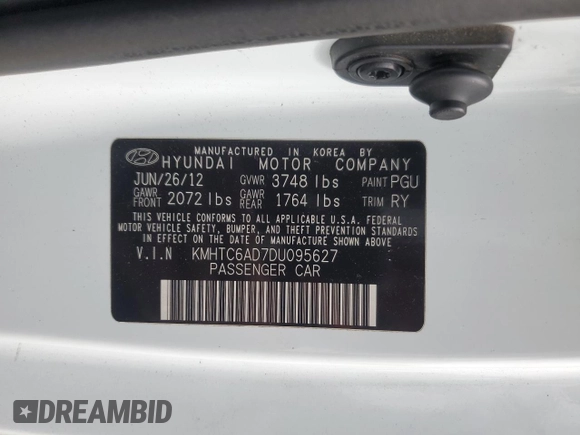 MANUFACTURED IN KOREA BY
HYUNDAI MOTOR COMPANY
JUN/26/12 GVWR 3748 lbs PAINT PGU
GAWR FRONT 2072 lbs GAWR REAR 1764 lbs TRIM RY
THIS VEHICLE CONFORMS TO ALL APPLICABLE U.S.A. FEDERAL
MOTOR VEHICLE SAFETY, BUMPER, AND THEFT PREVENTION STANDARDS
IN EFFECT ON THE DATE OF MANUFACTURE SHOWN ABOVE.
V.I.N KMHTC6AD7DU095627
PASSENGER CAR
DREAMBID